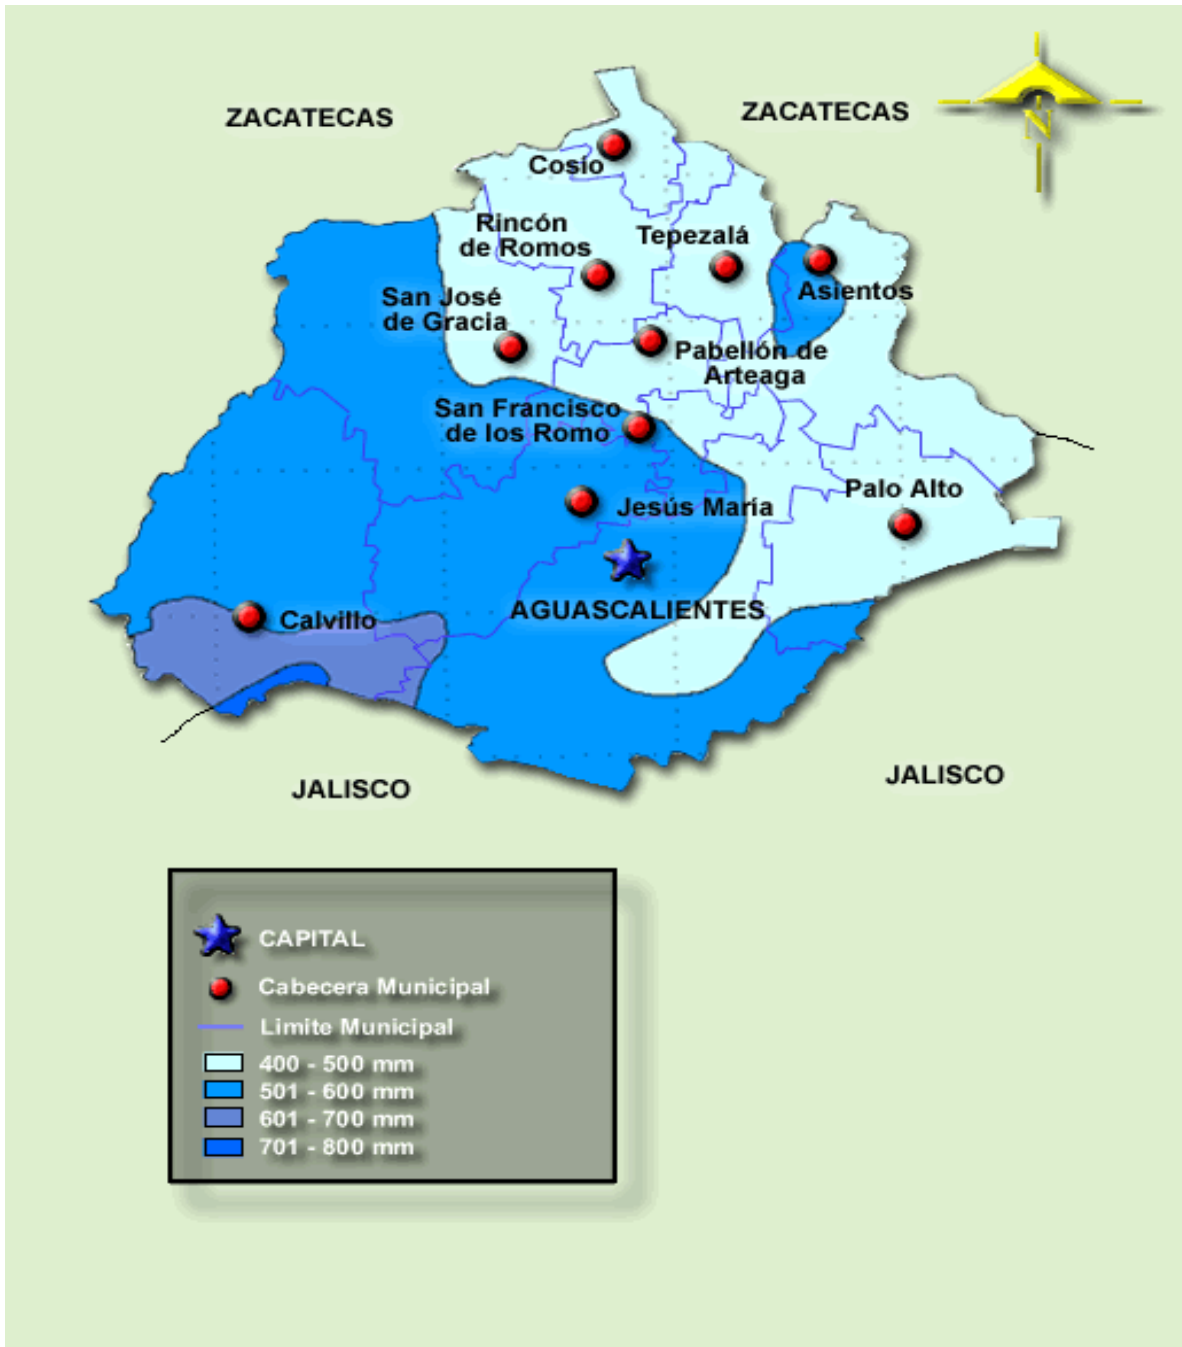 ZACATECAS
ZACATECAS
N
Cosío
Rincón
de Romos
Tepezalá
San José
de Gracia
Asientos
Pabellón de
Arteaga
San Francisco
de los Romo
Palo Alto
Jesús María
AGUASCALIENTES
Calvillo
JALISCO
JALISCO
CAPITAL
Cabecera Municipal
Limite Municipal
400 - 500 mm
501 - 600 mm
601 - 700 mm
701 - 800 mm